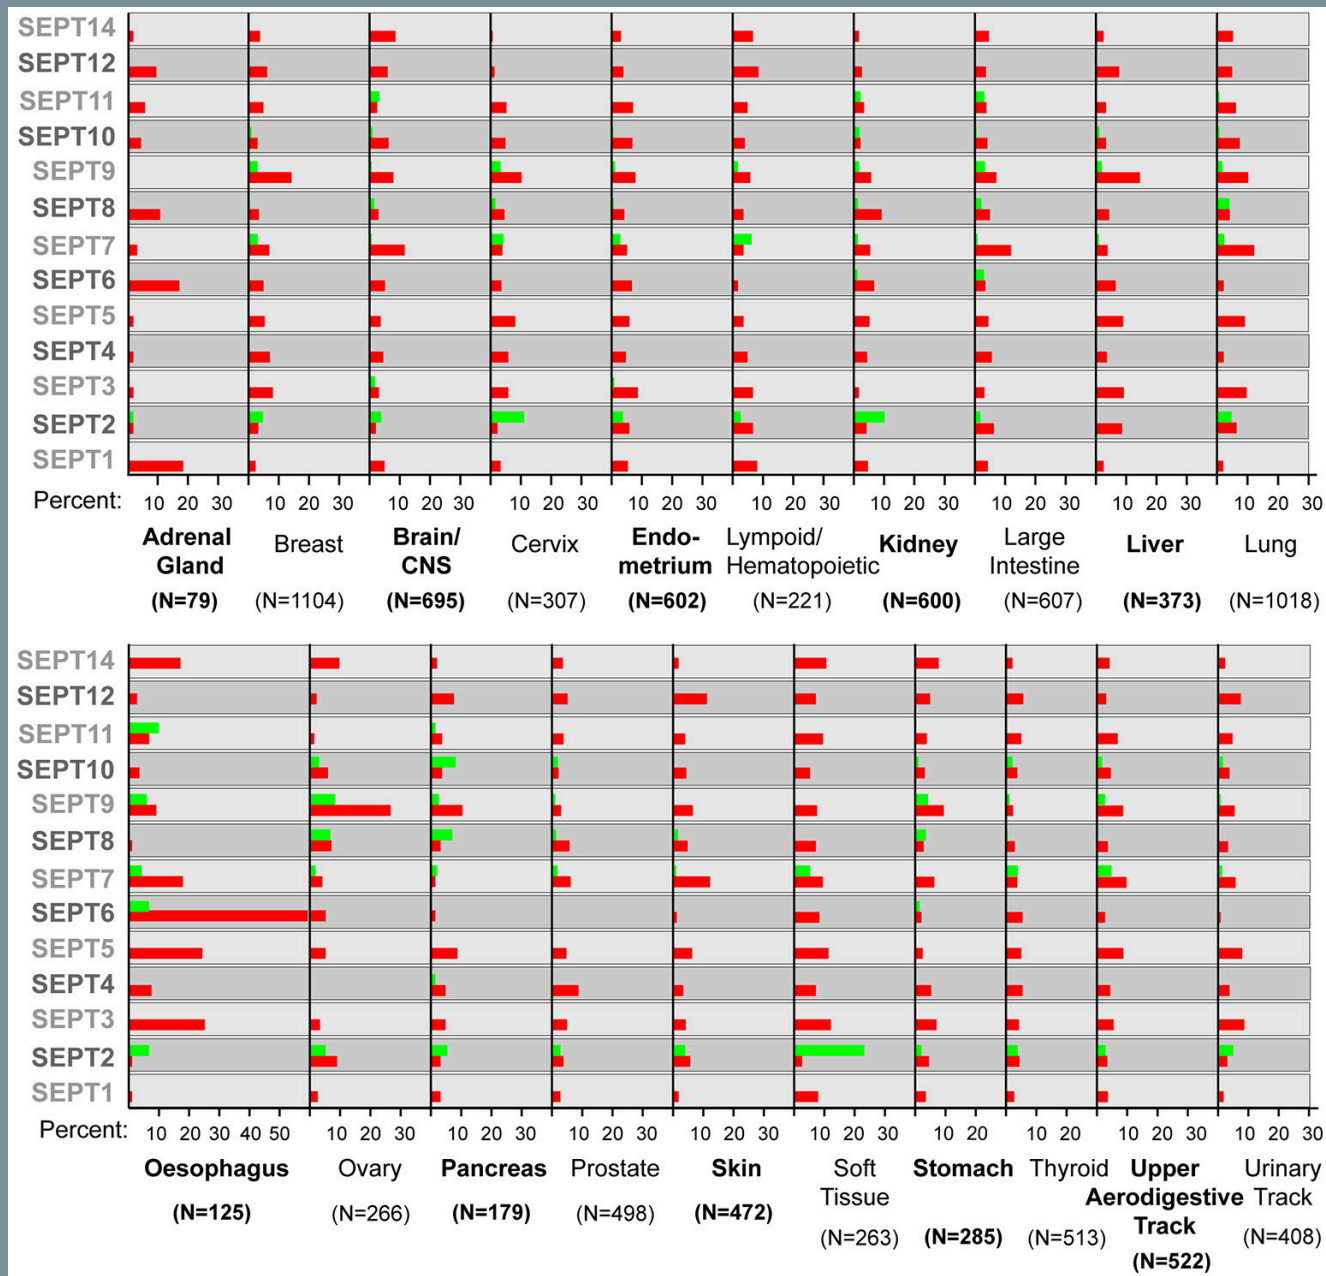 SEPT14
SEPT12
SEPT11
SEPT10
SEPT9
SEPT8
SEPT7
SEPT6
SEPT5
SEPT4
SEPT3
SEPT2
SEPT1
Percent: 10 20 30 10 20 30 10 20 30 10 20 30 10 20 30 10 20 30 10 20 30 10 20 30 10 20 30 10 20 30
Adrenal Gland
(N=79)
Breast
(N=1104)
Brain/
CNS
(N=695)
Cervix
(N=307)
Endo-
metrium
(N=602)
Lympoid/
Hematopoietic
(N=221)
Kidney
(N=600)
Large
Intestine
(N=607)
Liver
(N=373)
Lung
(N=1018)
SEPT14
SEPT12
SEPT11
SEPT10
SEPT9
SEPT8
SEPT7
SEPT6
SEPT5
SEPT4
SEPT3
SEPT2
SEPT1
Percent: 10 20 30 40 50 10 20 30 10 20 30 10 20 30 10 20 30 10 20 30 10 20 10 20 10 20 30 10 20 30
Oesophagus
(N=125)
Ovary
(N=266)
Pancreas
(N=179)
Prostate
(N=498)
Skin
(N=472)
Soft
Tissue
(N=263)
Stomach
(N=285)
Thyroid
(N=513)
Upper
Aerodigestive
Track
(N=522)
Urinary
Track
(N=408)